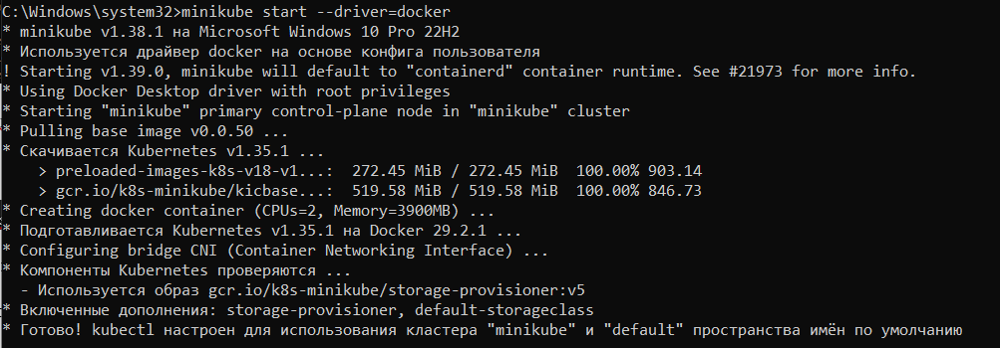 C:\Windows\system32>minikube start --driver=docker
* minikube v1.38.1 на Microsoft Windows 10 Pro 22H2
* Используется драйвер docker на основе конфига пользователя
! Starting v1.39.0, minikube will default to "containerd" container runtime. See #21973 for more info.
* Using Docker Desktop driver with root privileges
* Starting "minikube" primary control-plane node in "minikube" cluster
* Pulling base image v0.0.50 ...
* Скачивается Kubernetes v1.35.1 ...
    > preloaded-images-k8s-v18-v1...:  272.45 MiB / 272.45 MiB  100.00% 903.14
    > gcr.io/k8s-minikube/kicbase...:  519.58 MiB / 519.58 MiB  100.00% 846.73
* Creating docker container (CPUs=2, Memory=3900MB) ...
* Подготавливается Kubernetes v1.35.1 на Docker 29.2.1 ...
* Configuring bridge CNI (Container Networking Interface) ...
* Компоненты Kubernetes проверяются ...
  - Используется образ gcr.io/k8s-minikube/storage-provisioner:v5
* Включенные дополнения: storage-provisioner, default-storageclass
* Готово! kubectl настроен для использования кластера "minikube" и "default" пространства имён по умолчанию